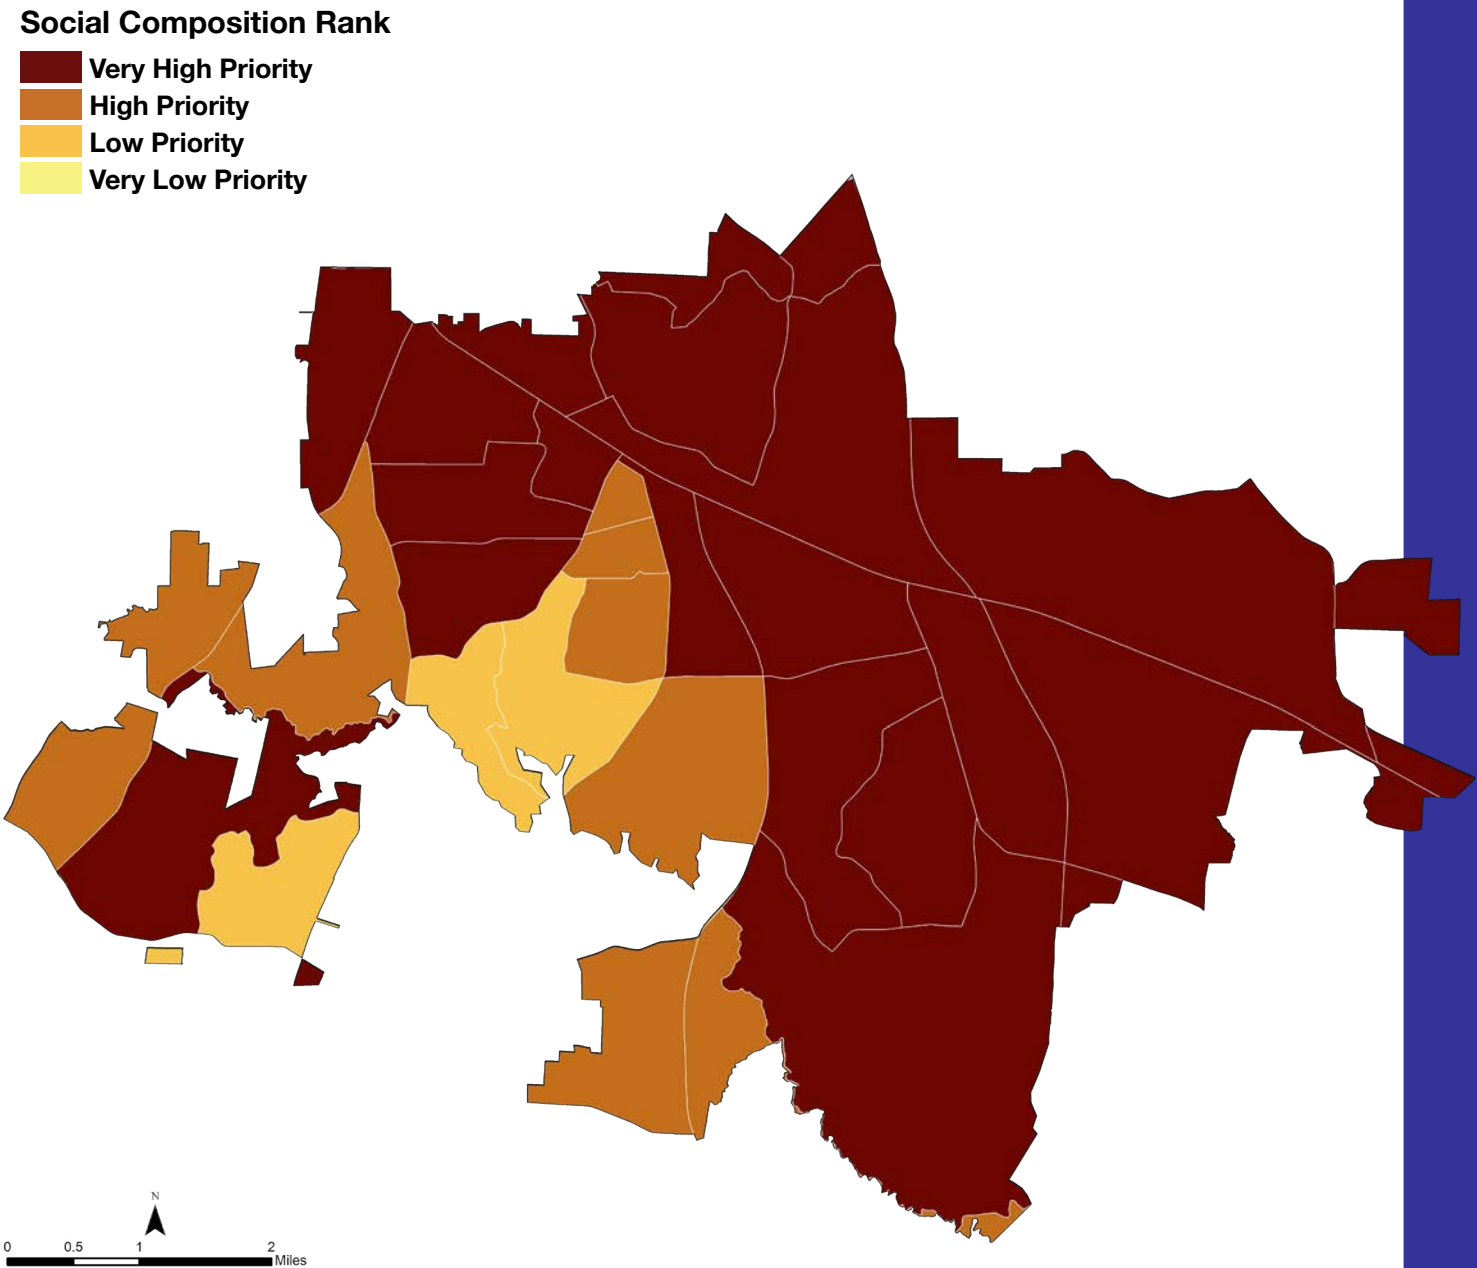 Social Composition Rank
Very High Priority
High Priority
Low Priority
Very Low Priority
N
0 0.5 1 2
Miles